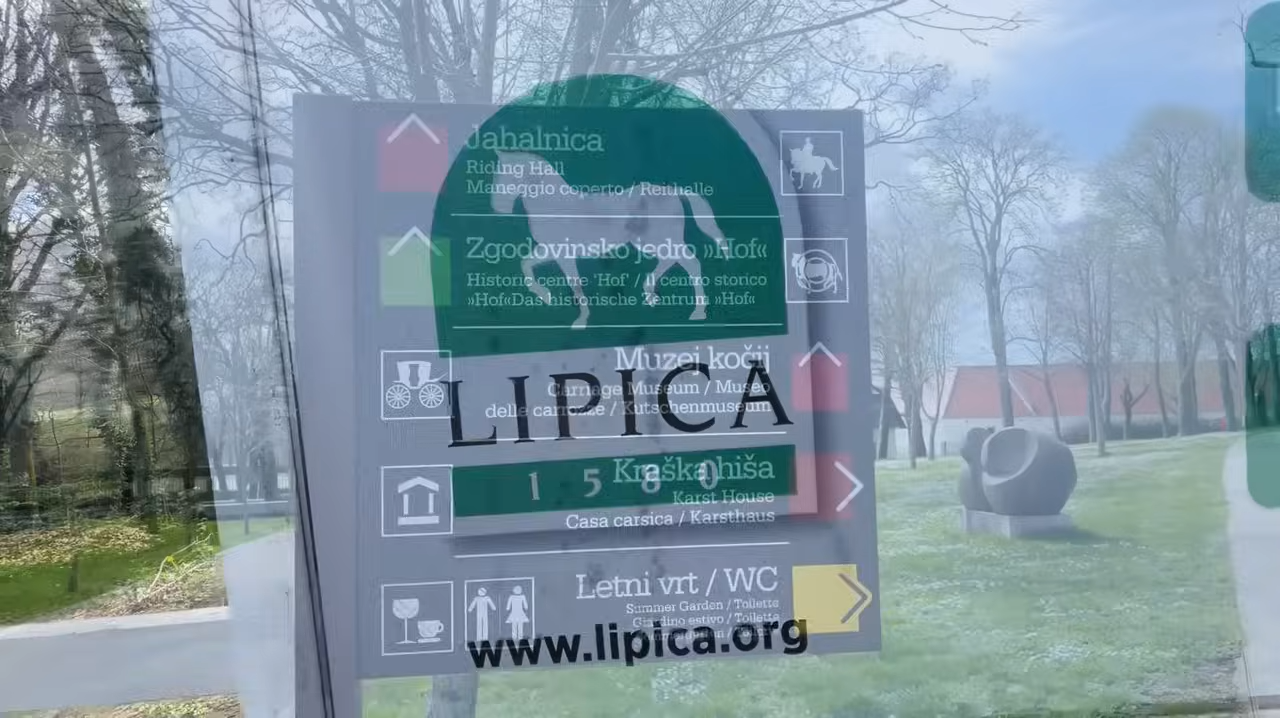 Jahalnica
Riding Hall
Maneggio coperto / Reithalle
Zgodovinsko jedro »Hof«
Historic centre 'Hof' / Il centro storico
»Hof«Das historische Zentrum »Hof«
Muzej kočij
Carriage Museum / Museo
delle carrozze / Kutschenmuseum
LIPICA
1580
Kraška hiša
Karst House
Casa carsica / Karsthaus
Letni vrt / WC
Summer Garden / Toilette
Giardino estivo / Toilette
www.lipica.org